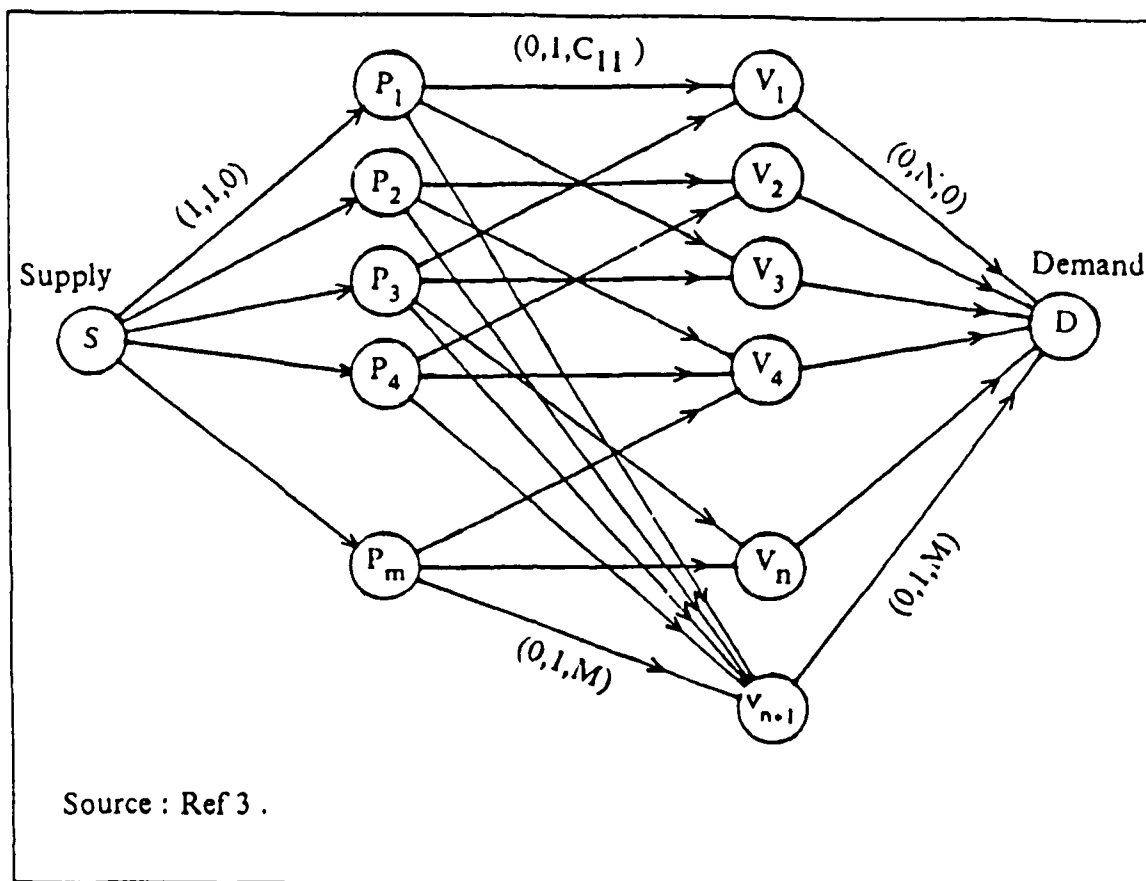 (0,1,C11)
P1
V1
(1,1,0)
(0,N,0)
P2
V2
Supply
P3
V3
Demand
S
D
P4
V4
Pm
Vn
(0,1,M)
(0,1,M)
Vn+1
Source : Ref 3 .